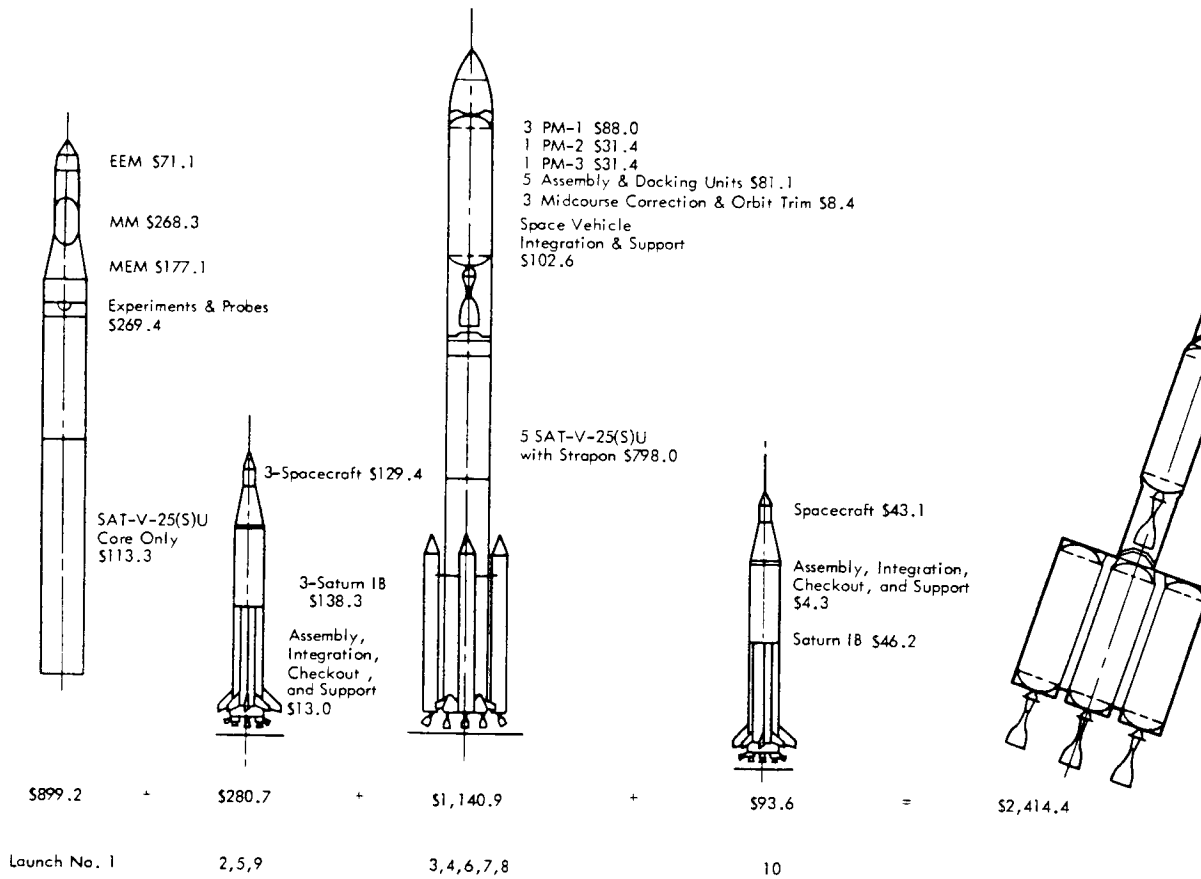 EEM $71.1
MM $268.3
MEM $177.1
Experiments & Probes
$269.4
SAT-V-25(S)U
Core Only
$113.3
3-Spacecraft $129.4
3-Saturn IB
$138.3
Assembly,
Integration,
Checkout ,
and Support
$13.0
3 PM-1 $88.0
1 PM-2 $31.4
1 PM-3 $31.4
5 Assembly & Docking Units $81.1
3 Midcourse Correction & Orbit Trim $8.4
Space Vehicle
Integration & Support
$102.6
5 SAT-V-25(S)U
with Strapon $798.0
Spacecraft $43.1
Assembly, Integration,
Checkout, and Support
$4.3
Saturn IB $46.2
$899.2 + $280.7 + $1,140.9 + $93.6 = $2,414.4
Launch No. 1 2,5,9 3,4,6,7,8 10